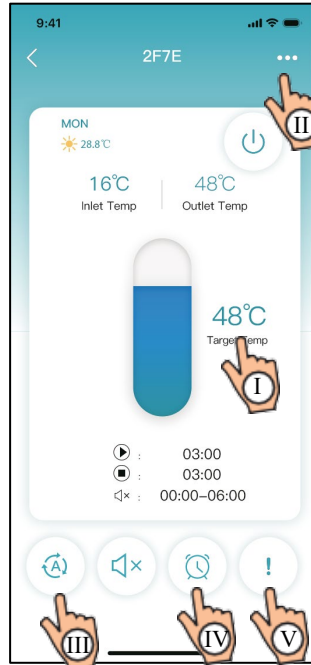 9:41
2F7E
II
MON
28.8℃
16℃ 48℃
Inlet Temp Outlet Temp
48℃
Target Temp
I
: 03:00
: 03:00
: 00:00–06:00
A !
III IV V